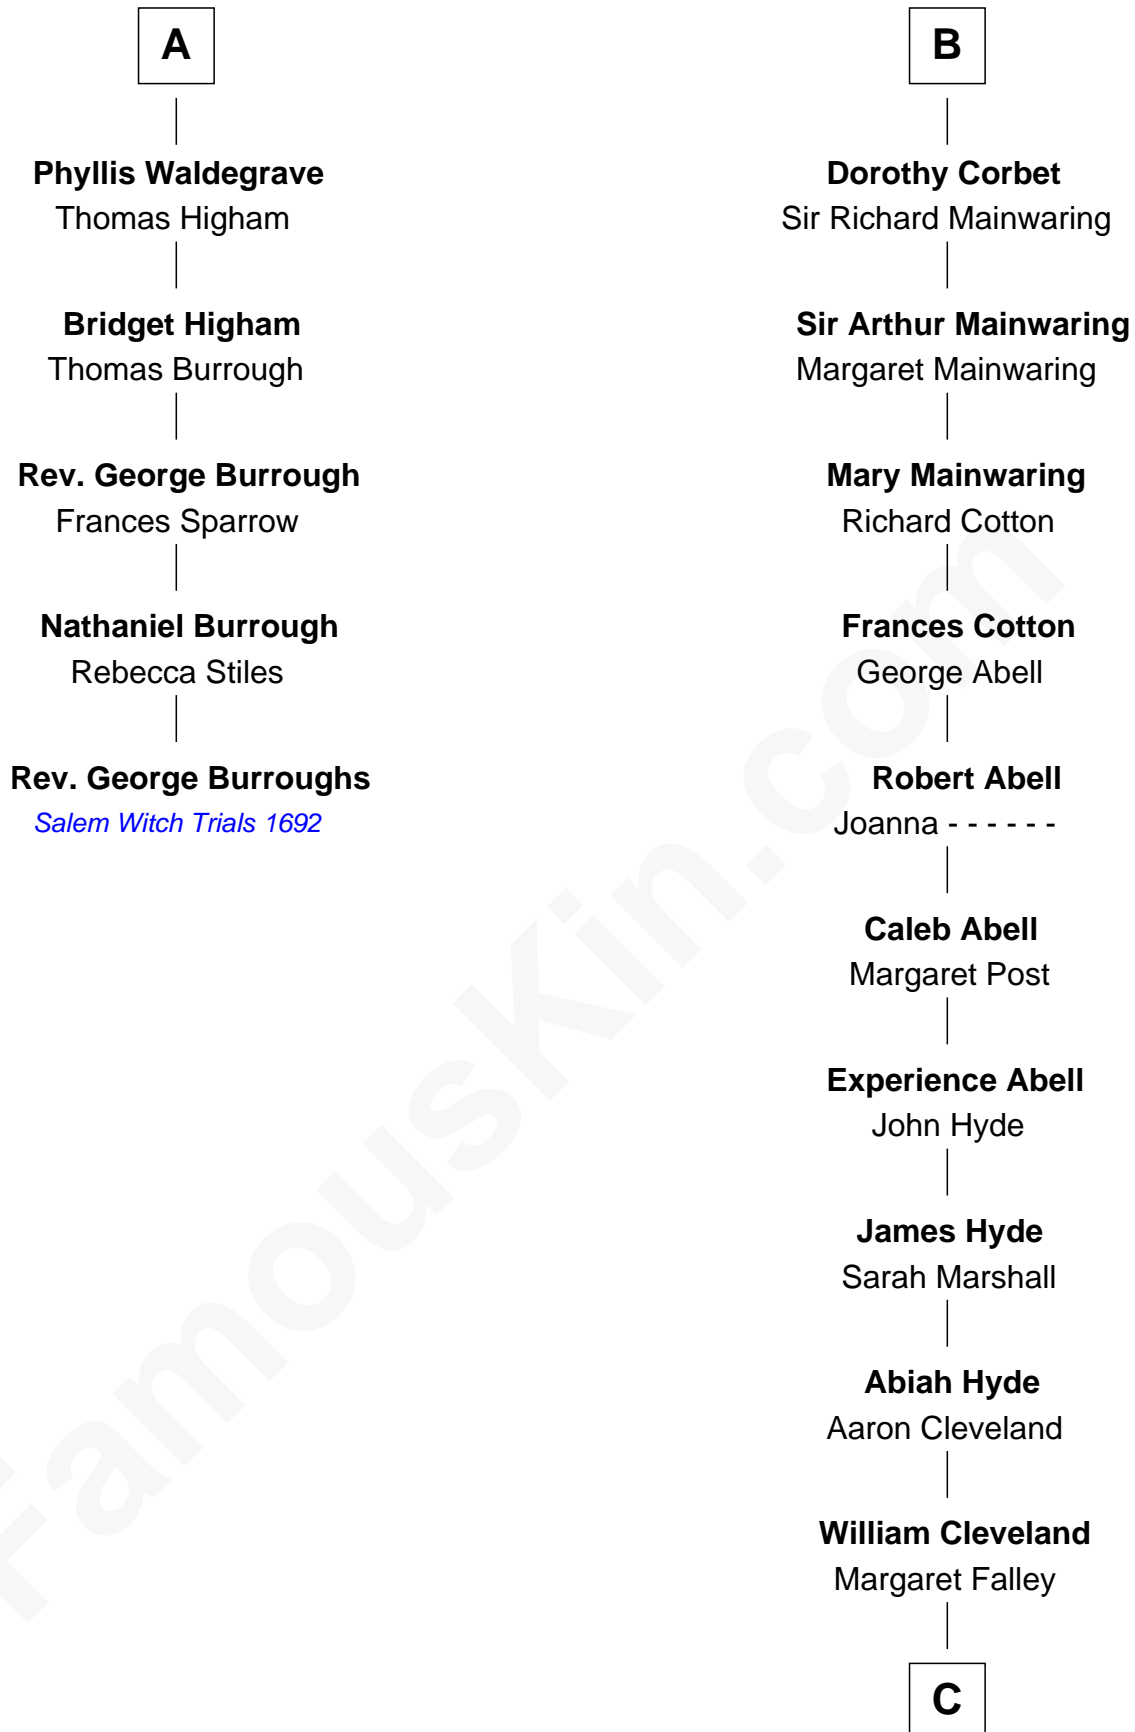 A
Phyllis Waldegrave
Thomas Higham
Bridget Higham
Thomas Burrough
Rev. George Burrough
Frances Sparrow
Nathaniel Burrough
Rebecca Stiles
Rev. George Burroughs
Salem Witch Trials 1692
B
Dorothy Corbet
Sir Richard Mainwaring
Sir Arthur Mainwaring
Margaret Mainwaring
Mary Mainwaring
Richard Cotton
Frances Cotton
George Abell
Robert Abell
Joanna - - - - - -
Caleb Abell
Margaret Post
Experience Abell
John Hyde
James Hyde
Sarah Marshall
Abiah Hyde
Aaron Cleveland
William Cleveland
Margaret Falley
C
FamousKin.com